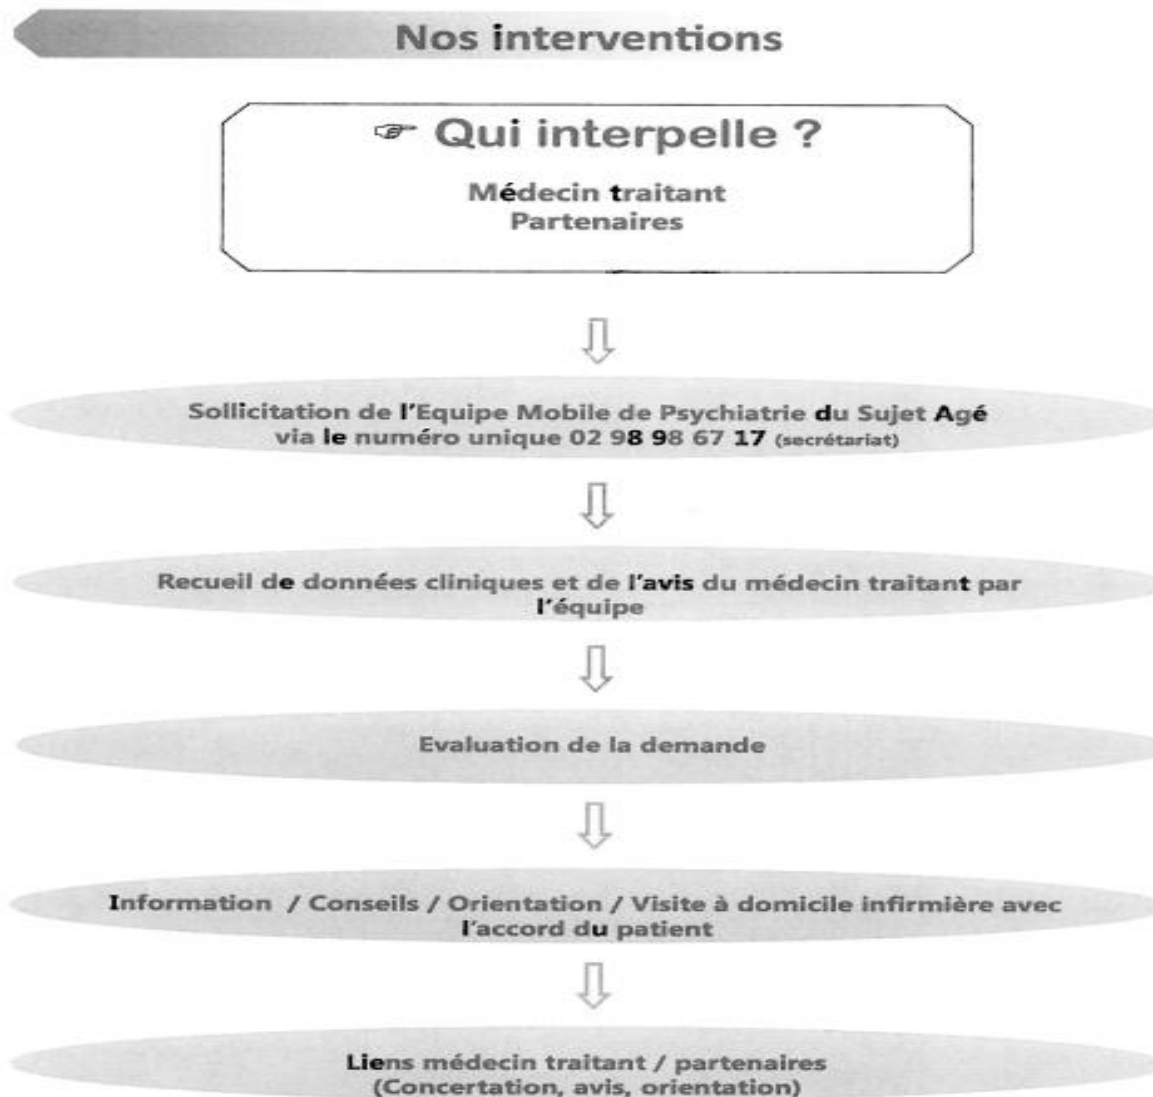 Nos interventions
☞ Qui interpelle ?
Médecin traitant
Partenaires
Sollicitation de l'Equipe Mobile de Psychiatrie du Sujet Agé
via le numéro unique 02 98 98 67 17 (secrétariat)
Recueil de données cliniques et de l'avis du médecin traitant par
l'équipe
Evaluation de la demande
Information / Conseils / Orientation / Visite à domicile infirmière avec
l'accord du patient
Liens médecin traitant / partenaires
(Concertation, avis, orientation)